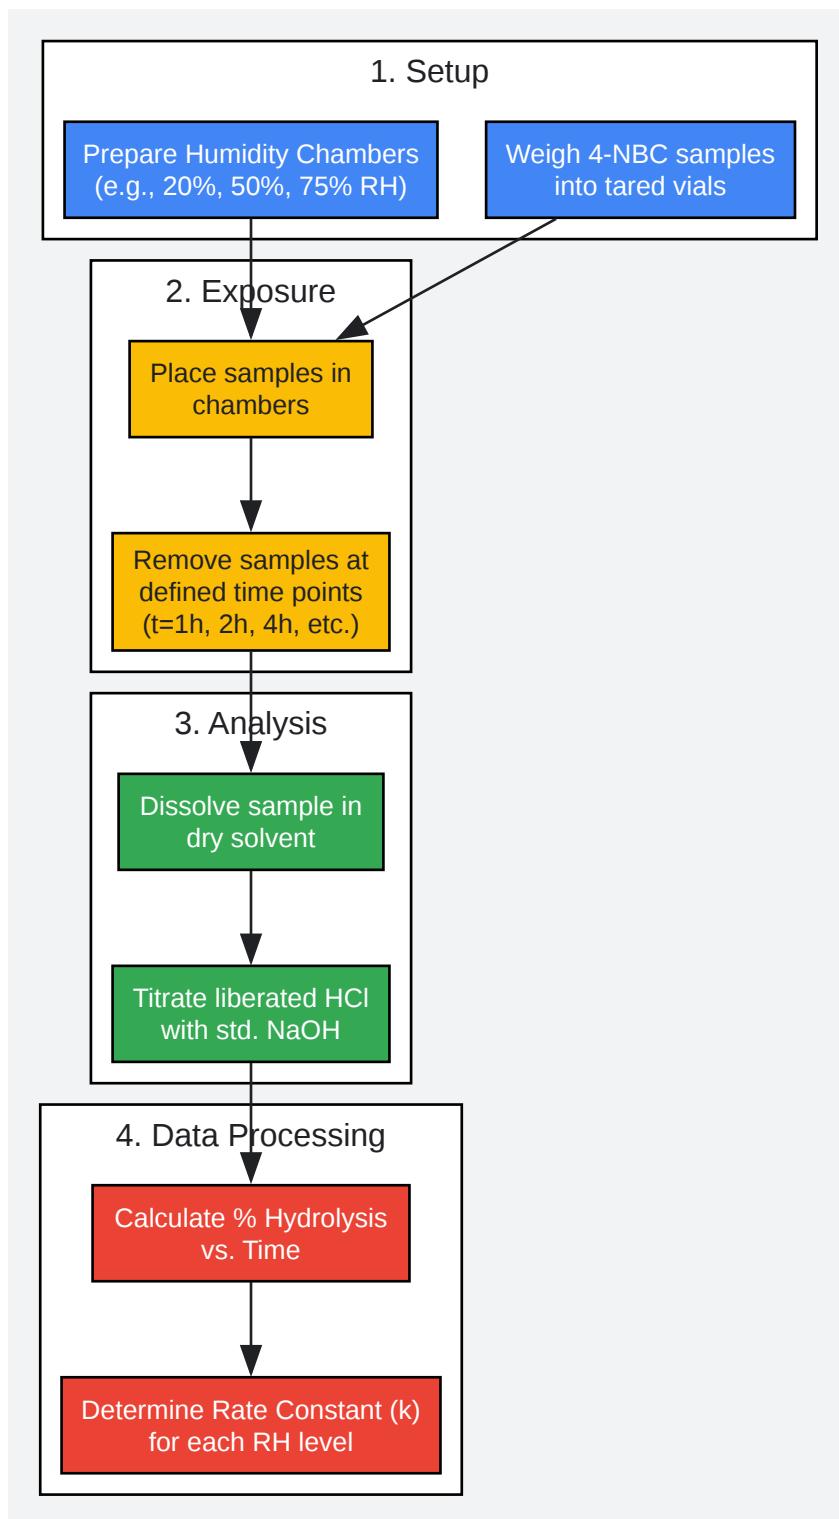 1. Setup
Prepare Humidity Chambers
(e.g., 20%, 50%, 75% RH)
Weigh 4-NBC samples
into tared vials
2. Exposure
Place samples in
chambers
Remove samples at
defined time points
(t=1h, 2h, 4h, etc.)
3. Analysis
Dissolve sample in
dry solvent
Titrate liberated HCl
with std. NaOH
4. Data Processing
Calculate % Hydrolysis
vs. Time
Determine Rate Constant (k)
for each RH level